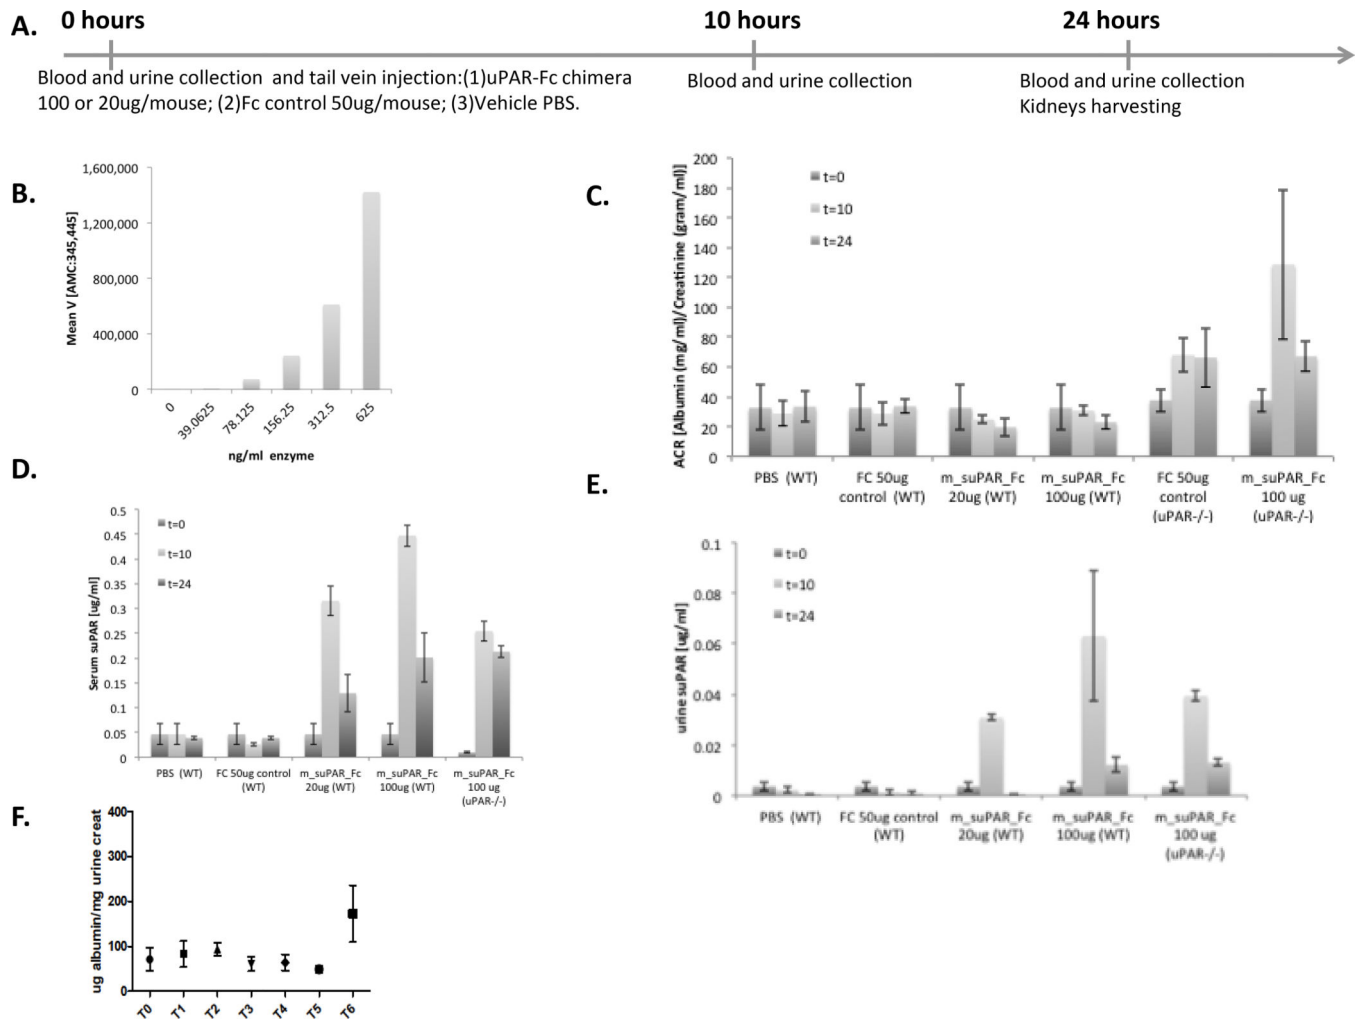 A.
0 hours
10 hours
24 hours
Blood and urine collection and tail vein injection:(1)uPAR-Fc chimera
100 or 20ug/mouse; (2)Fc control 50ug/mouse; (3)Vehicle PBS.
Blood and urine collection
Blood and urine collection
Kidneys harvesting
B.
Mean V [AMC:345,445]
1,600,000
1,200,000
800,000
400,000
0
0
39.0625
78.125
156.25
312.5
625
ng/ml enzyme
C.
ACR [Albumin (mg/ml)/Creatinine (gram/ml)]
200
180
160
140
120
100
80
60
40
20
0
t=0
t=10
t=24
PBS (WT)
FC 50ug
control (WT)
m_suPAR_Fc
20ug (WT)
m_suPAR_Fc
100ug (WT)
FC 50ug
control
(uPAR-/-)
m_suPAR_Fc
100 ug
(uPAR-/-)
D.
Serum suPAR [ug/ml]
0.5
0.45
0.4
0.35
0.3
0.25
0.2
0.15
0.1
0.05
0
t=0
t=10
t=24
PBS (WT)
FC 50ug control
(WT)
m_suPAR_Fc
20ug (WT)
m_suPAR_Fc
100ug (WT)
m_suPAR_Fc
100 ug
(uPAR-/-)
E.
urine suPAR [ug/ml]
0.1
0.08
0.06
0.04
0.02
0
t=0
t=10
t=24
PBS (WT)
FC 50ug control
(WT)
m_suPAR_Fc
20ug (WT)
m_suPAR_Fc
100ug (WT)
m_suPAR_Fc
100 ug
(uPAR-/-)
F.
ug albumin/mg urine creat
400
300
200
100
0
T0
T1
T2
T3
T4
T5
T6